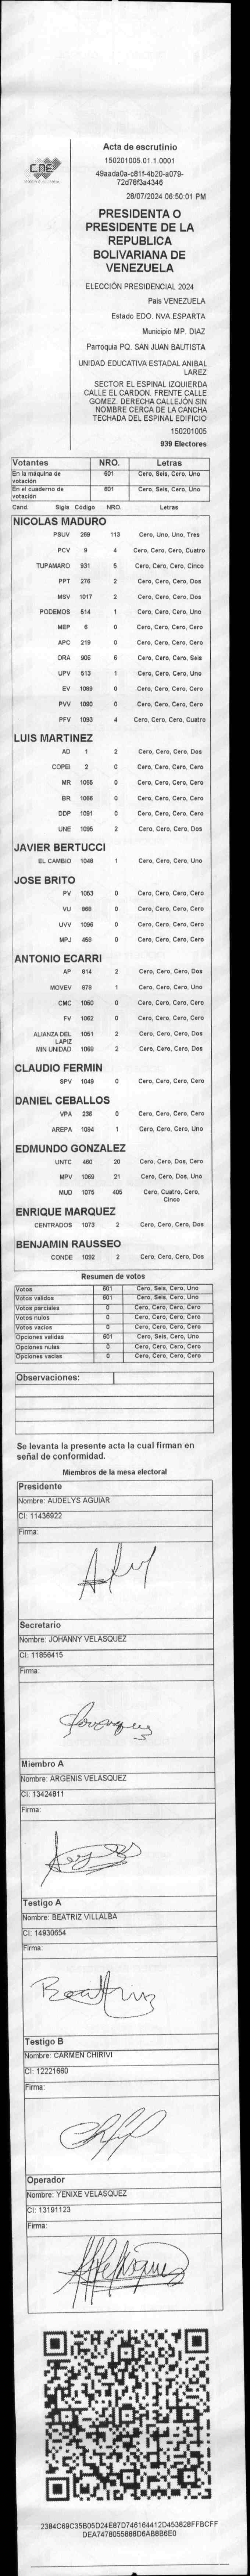 CNE
Acta de escrutinio
150201005.01.1.0001
49aada0a-c81f-4b20-a079-
72d78f3a4346
28/07/2024 06:50:01 PM
PRESIDENTA O
PRESIDENTE DE LA
REPUBLICA
BOLIVARIANA DE
VENEZUELA
ELECCIÓN PRESIDENCIAL 2024
Pais VENEZUELA
Estado EDO. NVA.ESPARTA
Municipio MP. DIAZ
Parroquia PQ. SAN JUAN BAUTISTA
UNIDAD EDUCATIVA ESTADAL ANIBAL
LAREZ
SECTOR EL ESPINAL IZQUIERDA
CALLE EL CARDON. FRENTE CALLE
GOMEZ. DERECHA CALLEJÓN SIN
NOMBRE CERCA DE LA CANCHA
TECHADA DEL ESPINAL EDIFICIO
150201005
939 Electores
Votantes NRO. Letras
En la máquina de votación 601 Cero, Seis, Cero, Uno
En el cuaderno de votación 601 Cero, Seis, Cero, Uno
Cand. Sigla Código NRO. Letras
NICOLAS MADURO
PSUV 269 113 Cero, Uno, Uno, Tres
PCV 9 4 Cero, Cero, Cero, Cuatro
TUPAMARO 931 5 Cero, Cero, Cero, Cinco
PPT 276 2 Cero, Cero, Cero, Dos
MSV 1017 2 Cero, Cero, Cero, Dos
PODEMOS 514 1 Cero, Cero, Cero, Uno
MEP 6 0 Cero, Cero, Cero, Cero
APC 219 0 Cero, Cero, Cero, Cero
ORA 906 6 Cero, Cero, Cero, Seis
UPV 513 1 Cero, Cero, Cero, Uno
EV 1089 0 Cero, Cero, Cero, Cero
PVV 1090 0 Cero, Cero, Cero, Cero
PFV 1093 4 Cero, Cero, Cero, Cuatro
LUIS MARTINEZ
AD 1 2 Cero, Cero, Cero, Dos
COPEI 2 0 Cero, Cero, Cero, Cero
MR 1065 0 Cero, Cero, Cero, Cero
BR 1066 0 Cero, Cero, Cero, Cero
DDP 1091 0 Cero, Cero, Cero, Cero
UNE 1095 2 Cero, Cero, Cero, Dos
JAVIER BERTUCCI
EL CAMBIO 1048 1 Cero, Cero, Cero, Uno
JOSE BRITO
PV 1053 0 Cero, Cero, Cero, Cero
VU 968 0 Cero, Cero, Cero, Cero
UVV 1096 0 Cero, Cero, Cero, Cero
MPJ 458 0 Cero, Cero, Cero, Cero
ANTONIO ECARRI
AP 814 2 Cero, Cero, Cero, Dos
MOVEV 878 1 Cero, Cero, Cero, Uno
CMC 1050 0 Cero, Cero, Cero, Cero
FV 1062 0 Cero, Cero, Cero, Cero
ALIANZA DEL LAPIZ 1051 2 Cero, Cero, Cero, Dos
MIN UNIDAD 1068 2 Cero, Cero, Cero, Dos
CLAUDIO FERMIN
SPV 1049 0 Cero, Cero, Cero, Cero
DANIEL CEBALLOS
VPA 236 0 Cero, Cero, Cero, Cero
AREPA 1094 1 Cero, Cero, Cero, Uno
EDMUNDO GONZALEZ
UNTC 460 20 Cero, Cero, Dos, Cero
MPV 1069 21 Cero, Cero, Dos, Uno
MUD 1075 405 Cero, Cuatro, Cero,
Cinco
ENRIQUE MARQUEZ
CENTRADOS 1073 2 Cero, Cero, Cero, Dos
BENJAMIN RAUSSEO
CONDE 1092 2 Cero, Cero, Cero, Dos
Resumen de votos
Votos 601 Cero, Seis, Cero, Uno
Votos validos 601 Cero, Seis, Cero, Uno
Votos parciales 0 Cero, Cero, Cero, Cero
Votos nulos 0 Cero, Cero, Cero, Cero
Votos vacios 0 Cero, Cero, Cero, Cero
Opciones validas 601 Cero, Seis, Cero, Uno
Opciones nulas 0 Cero, Cero, Cero, Cero
Opciones vacias 0 Cero, Cero, Cero, Cero
Observaciones:
Se levanta la presente acta la cual firman en
señal de conformidad.
Miembros de la mesa electoral
Presidente
Nombre: AUDELYS AGUIAR
CI: 11436922
Firma:
Secretario
Nombre: JOHANNY VELASQUEZ
CI: 11856415
Firma:
Miembro A
Nombre: ARGENIS VELASQUEZ
CI: 13424811
Firma:
Testigo A
Nombre: BEATRIZ VILLALBA
CI: 14930654
Firma:
Beatriz
Testigo B
Nombre: CARMEN CHIRIVI
CI: 12221660
Firma:
Operador
Nombre: YENIXE VELASQUEZ
CI: 13191123
Firma:
2384C69C35B05D24E87D746164412D453828FFBCFF
DEA7478055888D6AB8B6E0